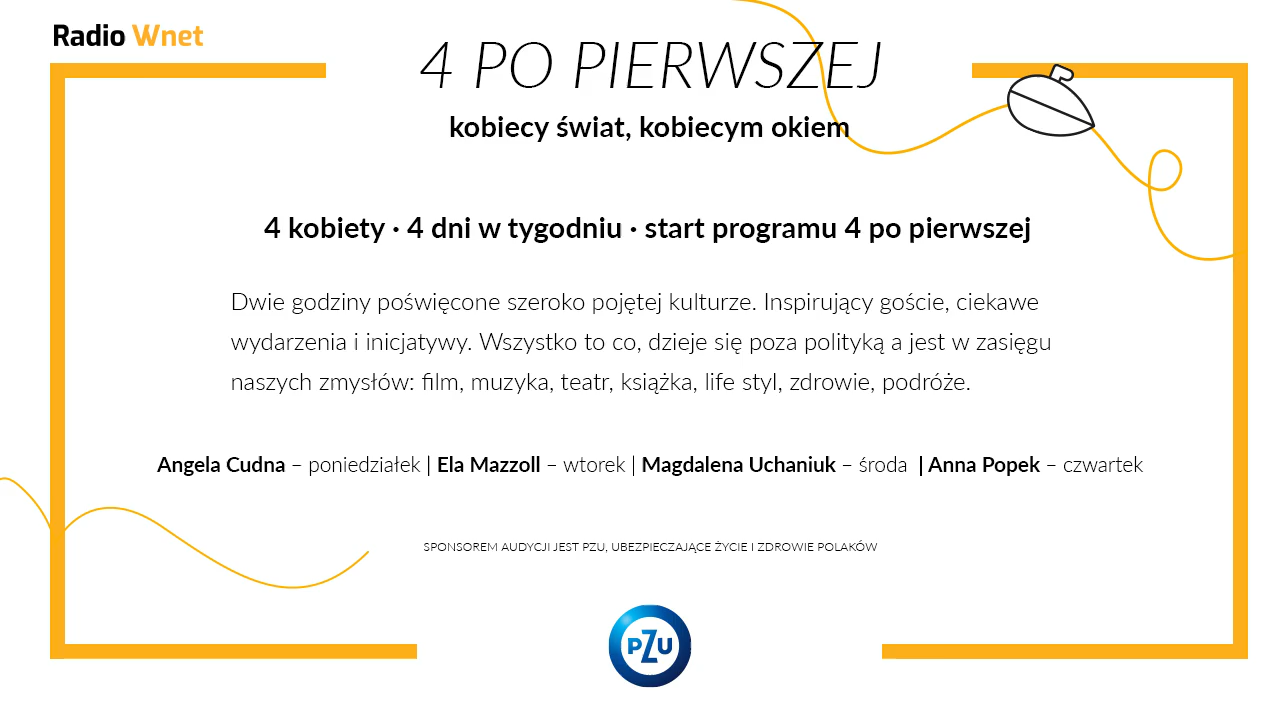 Radio Wnet
4 PO PIERWSZEJ
kobiecy świat, kobiecym okiem
4 kobiety · 4 dni w tygodniu · start programu 4 po pierwszej
Dwie godziny poświęcone szeroko pojętej kulturze. Inspirujący goście, ciekawe
wydarzenia i inicjatywy. Wszystko to co, dzieje się poza polityką a jest w zasięgu
naszych zmysłów: film, muzyka, teatr, książka, life styl, zdrowie, podróże.
Angela Cudna – poniedziałek | Ela Mazzoll – wtorek | Magdalena Uchaniuk – środa | Anna Popek – czwartek
SPONSOREM AUDYCJI JEST PZU, UBEZPIECZAJĄCE ŻYCIE I ZDROWIE POLAKÓW
PZU